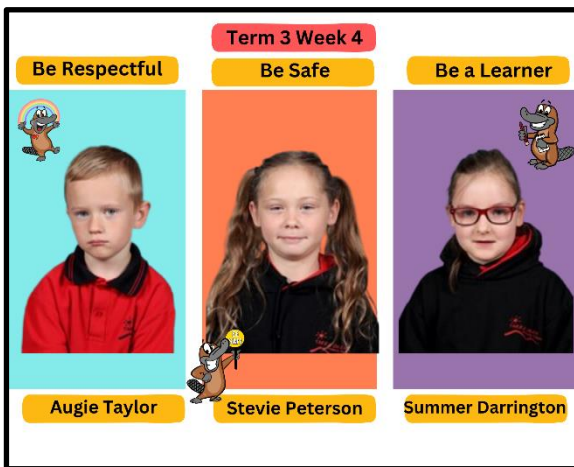 Term 3 Week 4
Be Respectful
Be Safe
Be a Learner
Augie Taylor
Stevie Peterson
Summer Darrington